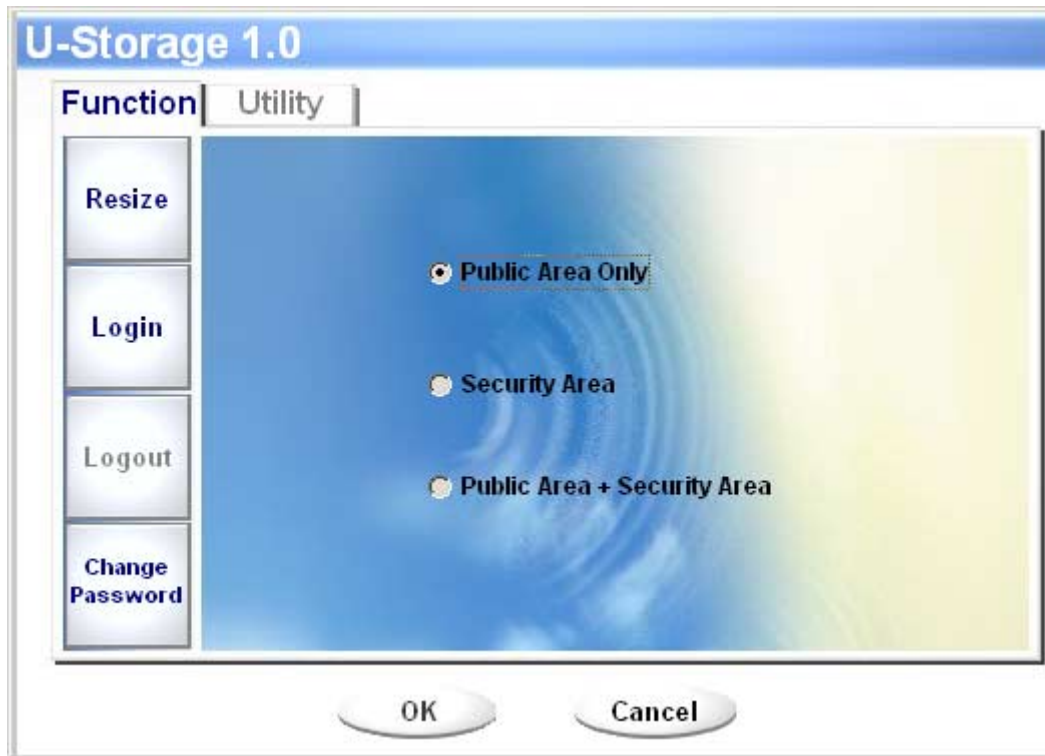 U-Storage 1.0
Function Utility
Resize
Public Area Only
Login
Security Area
Logout
Public Area + Security Area
Change
Password
OK Cancel